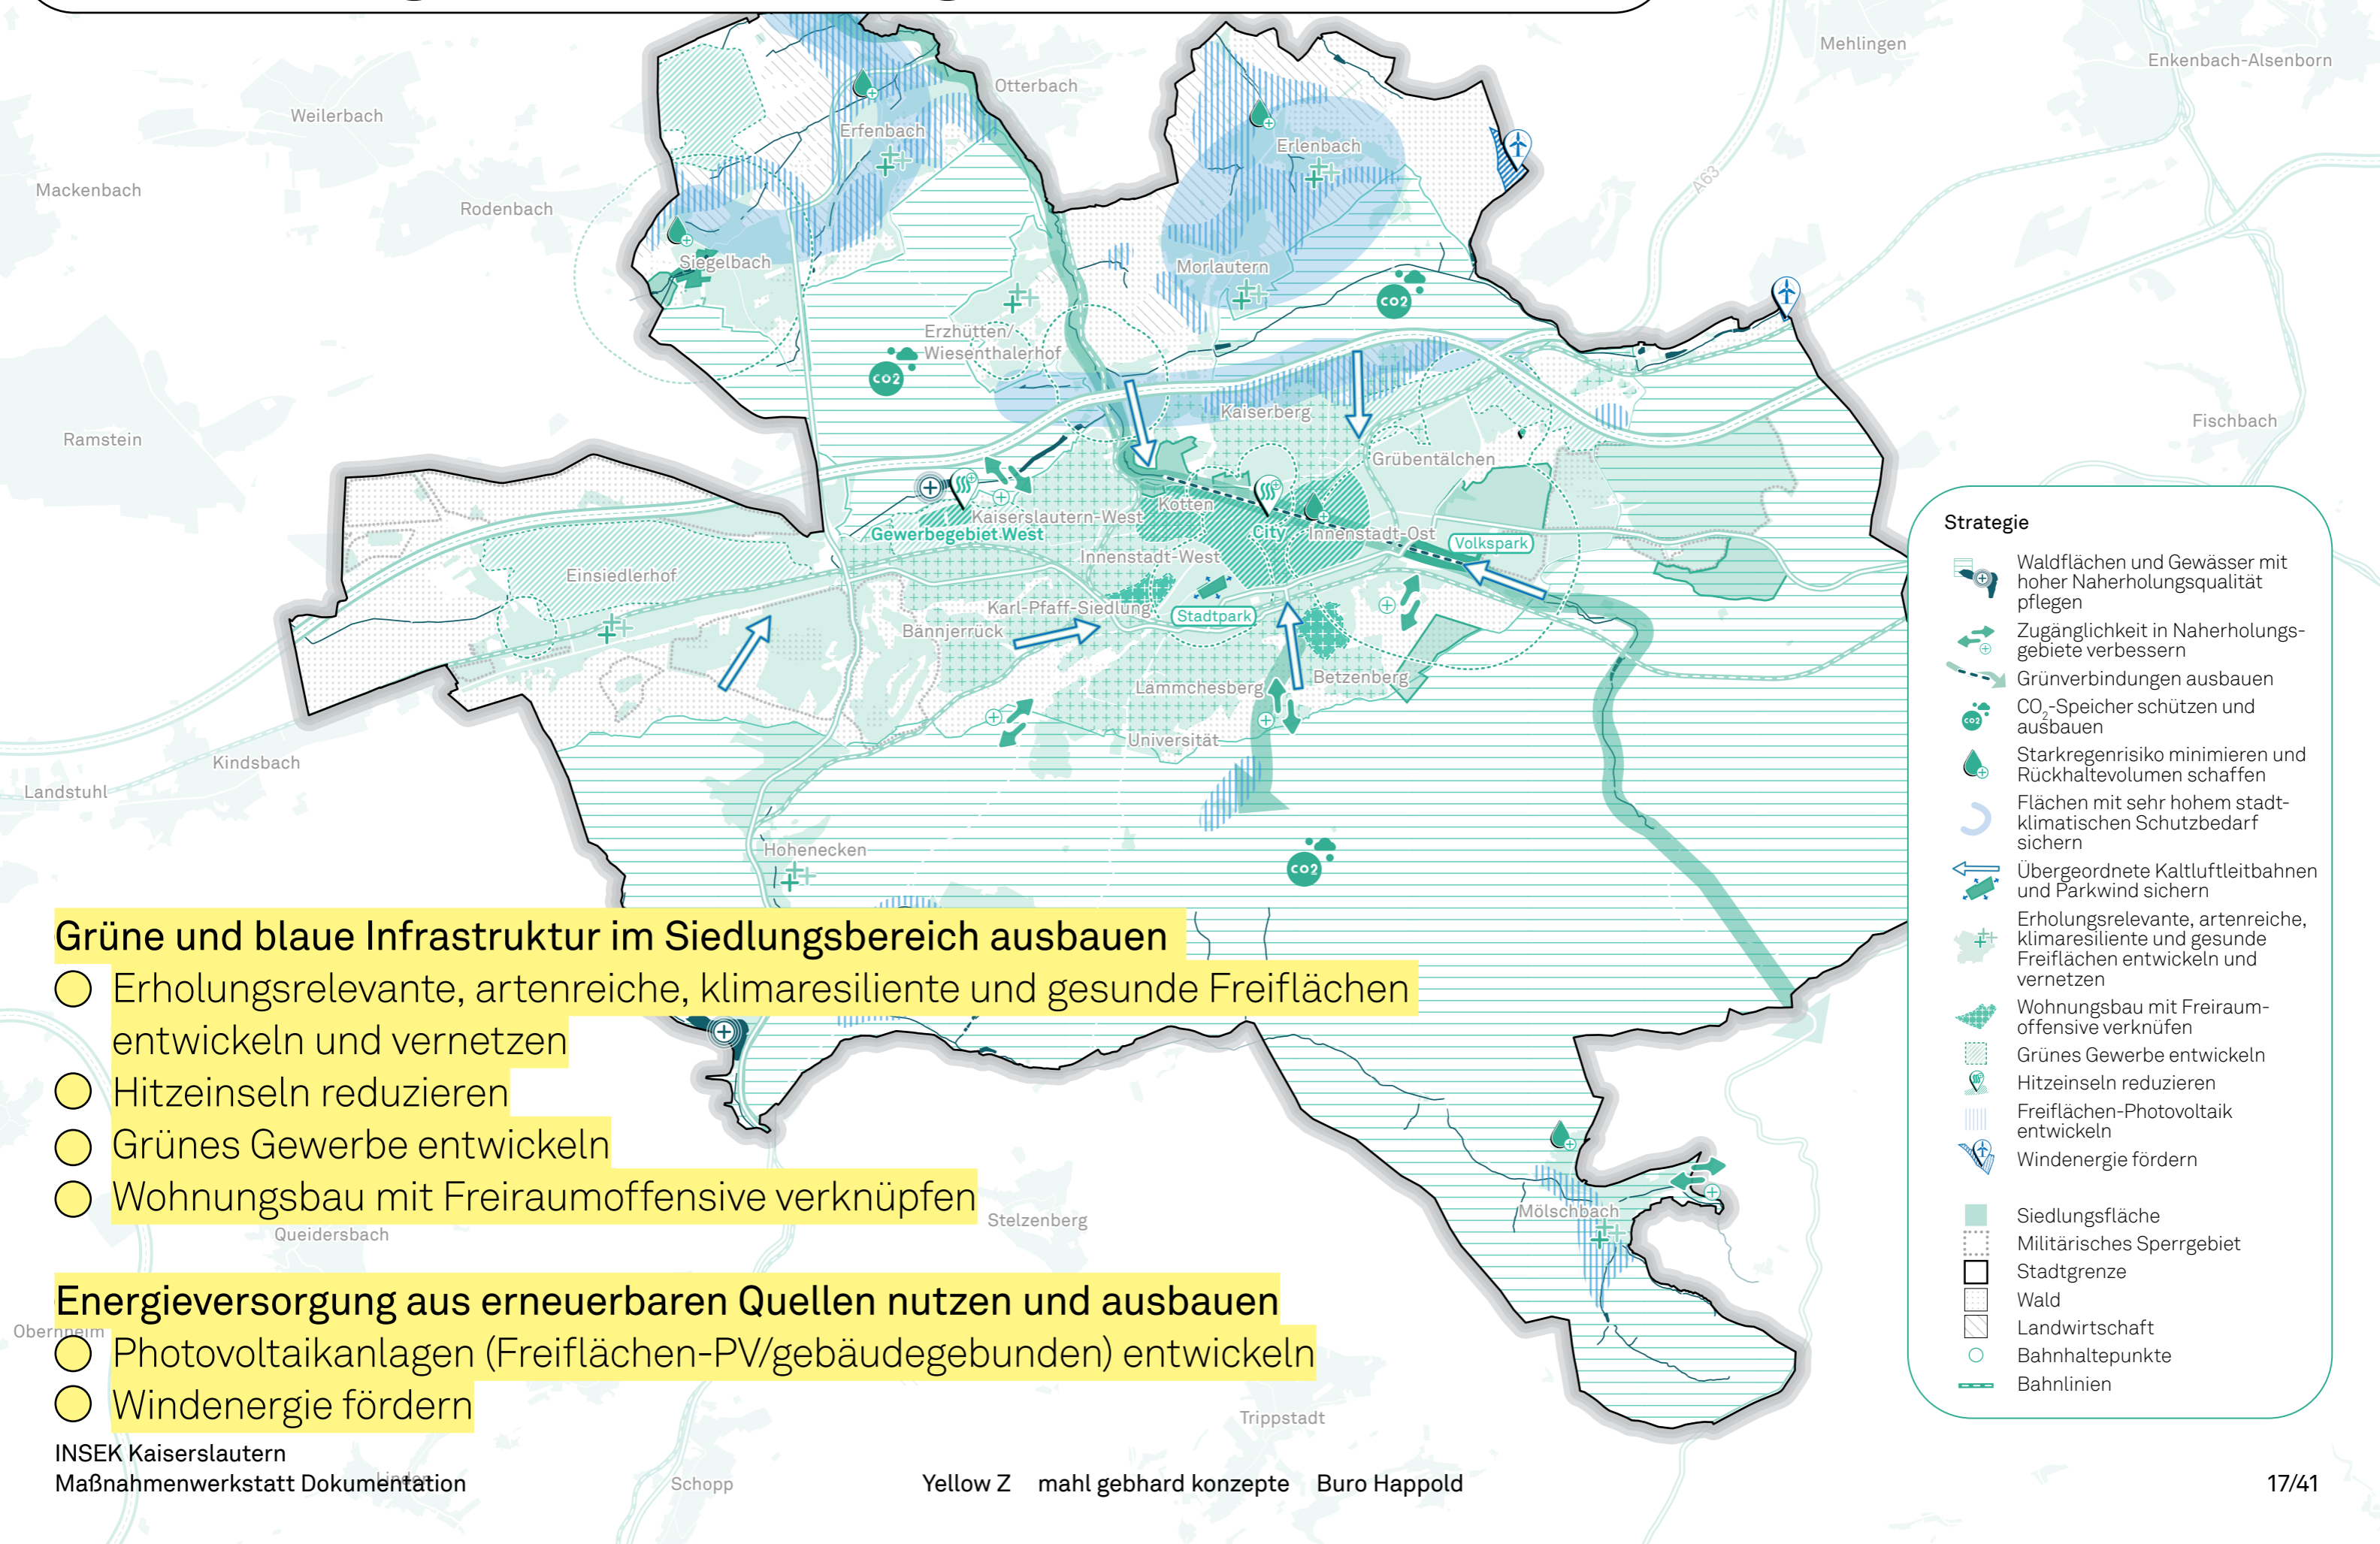 Mehlingen
Enkenbach-Alsenborn
Otterbach
Weilerbach
Erfenbach
Erlenbach
A63
Mackenbach
Rodenbach
Siegelbach
Morlautern
CO2
Erzhütten/
Wiesenthalerhof
CO2
Kaiserberg
Fischbach
Ramstein
Grübentälchen
Kotten
Kaiserslautern-West
Gewerbegebiet West
City
Innenstadt-Ost
Volkspark
Innenstadt-West
Einsiedlerhof
Karl-Pfaff-Siedlung
Stadtpark
Bännjerrück
Betzenberg
Lämmchesberg
Universität
Kindsbach
Landstuhl
Hohenecken
CO2
Grüne und blaue Infrastruktur im Siedlungsbereich ausbauen
Erholungsrelevante, artenreiche, klimaresiliente und gesunde Freiflächen
entwickeln und vernetzen
Hitzeinseln reduzieren
Grünes Gewerbe entwickeln
Wohnungsbau mit Freiraumoffensive verknüpfen
Queidersbach
Stelzenberg
Mölschbach
Energieversorgung aus erneuerbaren Quellen nutzen und ausbauen
Obernheim
Photovoltaikanlagen (Freiflächen-PV/gebäudegebunden) entwickeln
Windenergie fördern
Trippstadt
Linden
Schopp
Strategie
Waldflächen und Gewässer mit
hoher Naherholungsqualität
pflegen
Zugänglichkeit in Naherholungs-
gebiete verbessern
Grünverbindungen ausbauen
CO2
CO₂-Speicher schützen und
ausbauen
Starkregenrisiko minimieren und
Rückhaltevolumen schaffen
Flächen mit sehr hohem stadt-
klimatischen Schutzbedarf
sichern
Übergeordnete Kaltluftleitbahnen
und Parkwind sichern
Erholungsrelevante, artenreiche,
klimaresiliente und gesunde
Freiflächen entwickeln und
vernetzen
Wohnungsbau mit Freiraum-
offensive verknüfen
Grünes Gewerbe entwickeln
Hitzeinseln reduzieren
Freiflächen-Photovoltaik
entwickeln
Windenergie fördern
Siedlungsfläche
Militärisches Sperrgebiet
Stadtgrenze
Wald
Landwirtschaft
Bahnhaltepunkte
Bahnlinien
INSEK Kaiserslautern
Maßnahmenwerkstatt Dokumentation
Yellow Z mahl gebhard konzepte Buro Happold
17/41